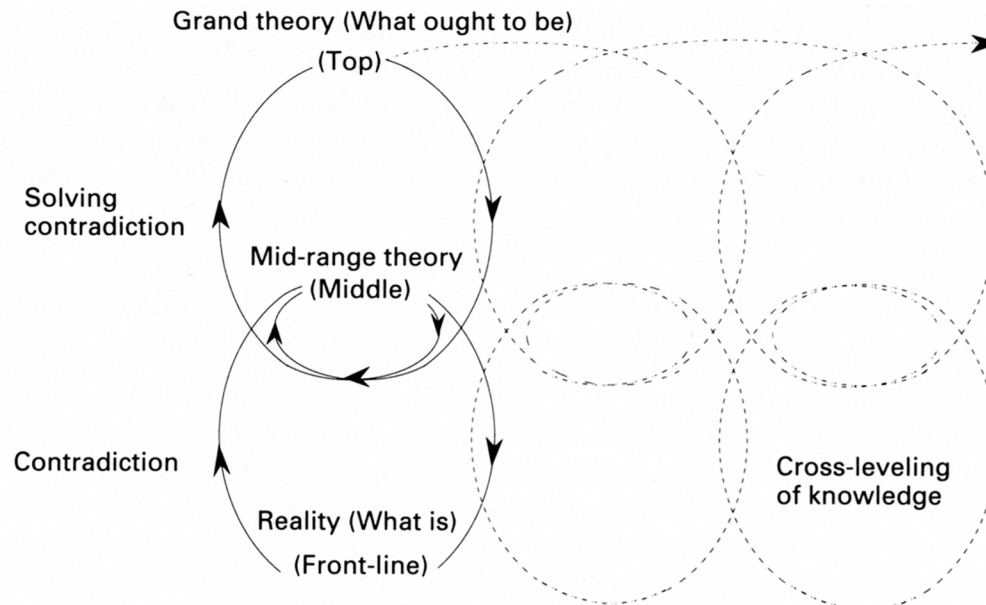 Grand theory (What ought to be)
(Top)
Solving
contradiction
Mid-range theory
(Middle)
Contradiction
Reality (What is)
(Front-line)
Cross-leveling
of knowledge